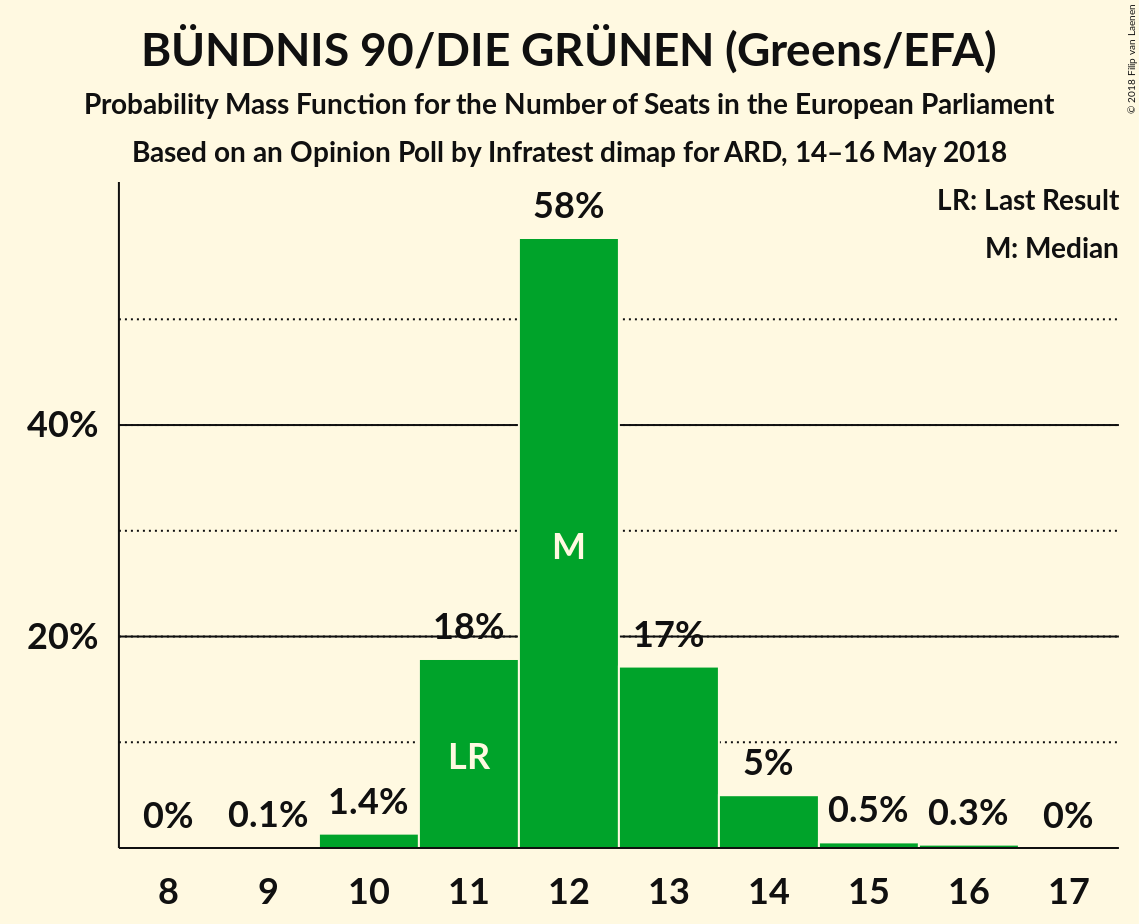 BÜNDNIS 90/DIE GRÜNEN (Greens/EFA)
Probability Mass Function for the Number of Seats in the European Parliament
Based on an Opinion Poll by Infratest dimap for ARD, 14–16 May 2018
© 2018 Filip van Laenen
LR: Last Result
M: Median
58%
40%
M
20%
18%
17%
LR
0%
0.1%
1.4%
5%
0.5%
0.3%
0%
8 9 10 11 12 13 14 15 16 17